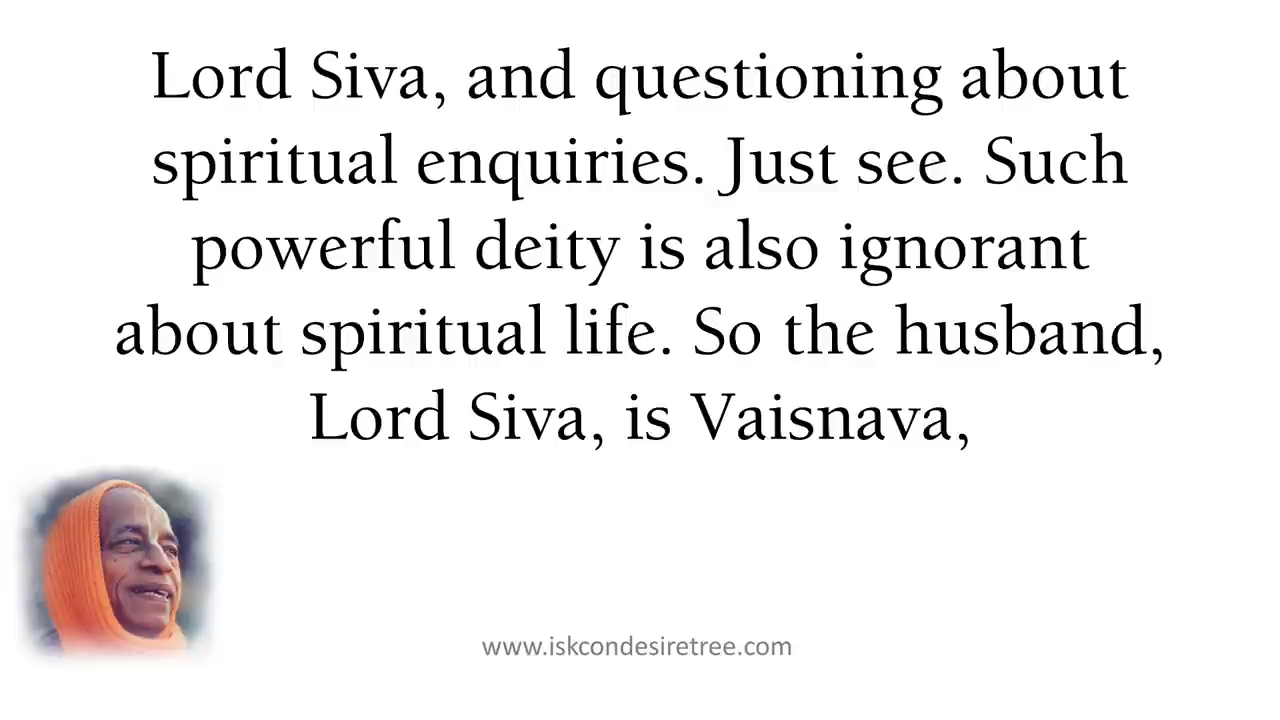 Lord Siva, and questioning about
spiritual enquiries. Just see. Such
powerful deity is also ignorant
about spiritual life. So the husband,
Lord Siva, is Vaisnava,
www.iskcondesiretree.com